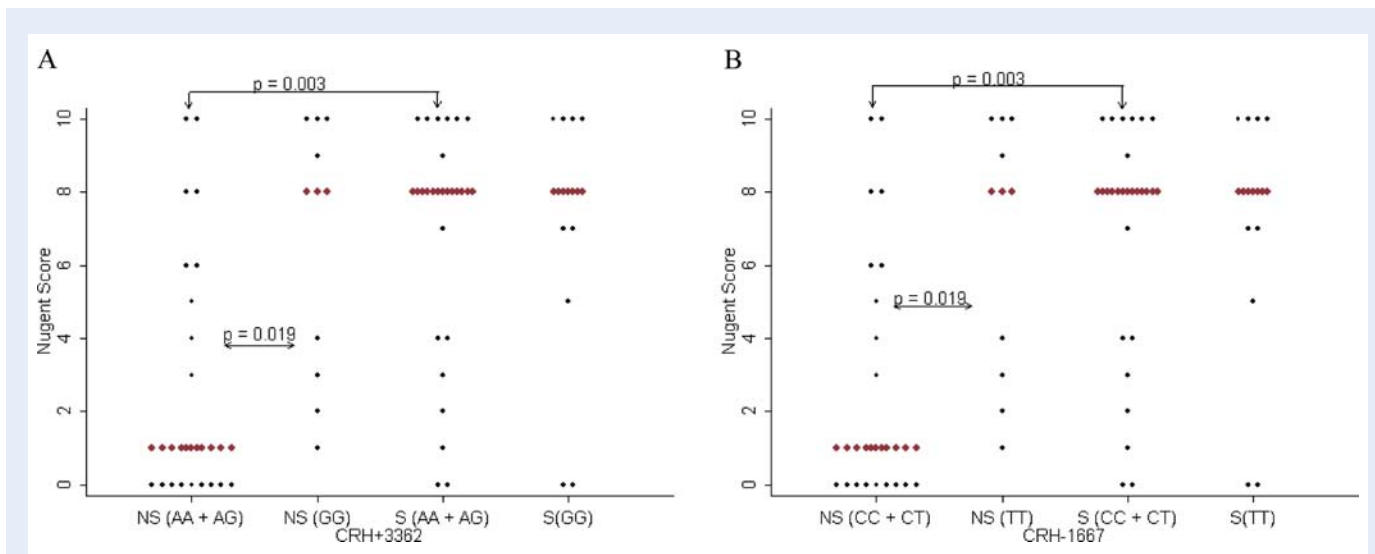 A
p = 0.003
10
8
6
4
2
0
Nugent Score
p = 0.019
NS (AA + AG) NS (GG) S (AA + AG) S(GG)
CRH+3362
B
p = 0.003
10
8
6
4
2
0
Nugent Score
p = 0.019
NS (CC + CT) NS (TT) S (CC + CT) S(TT)
CRH-1667